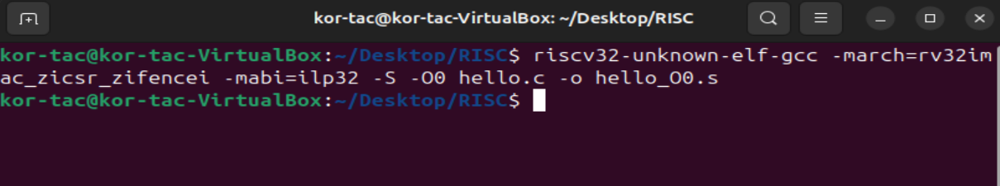 kor-tac@kor-tac-VirtualBox: ~/Desktop/RISC
kor-tac@kor-tac-VirtualBox:~/Desktop/RISC$ riscv32-unknown-elf-gcc -march=rv32im
ac_zicsr_zifencei -mabi=ilp32 -S -O0 hello.c -o hello_O0.s
kor-tac@kor-tac-VirtualBox:~/Desktop/RISC$